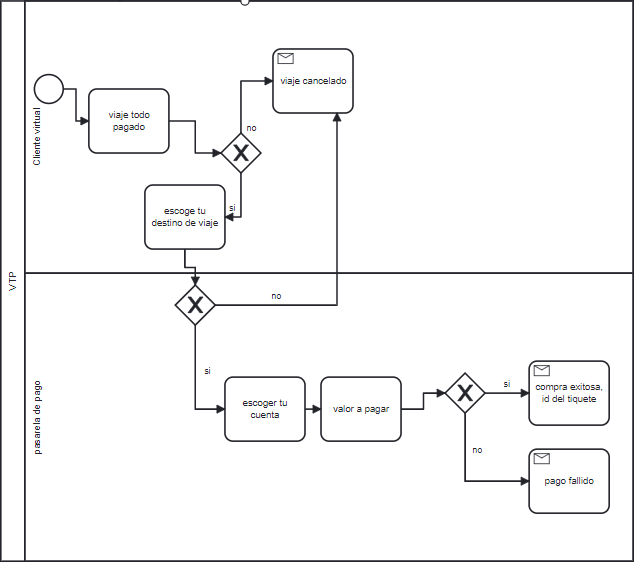 VTP
Cliente virtual
viaje todo
pagado
no
viaje cancelado
si
escoge tu
destino de viaje
pasarela de pago
no
si
escoger tu
cuenta
valor a pagar
si
compra exitosa,
id del tiquete
no
pago fallido